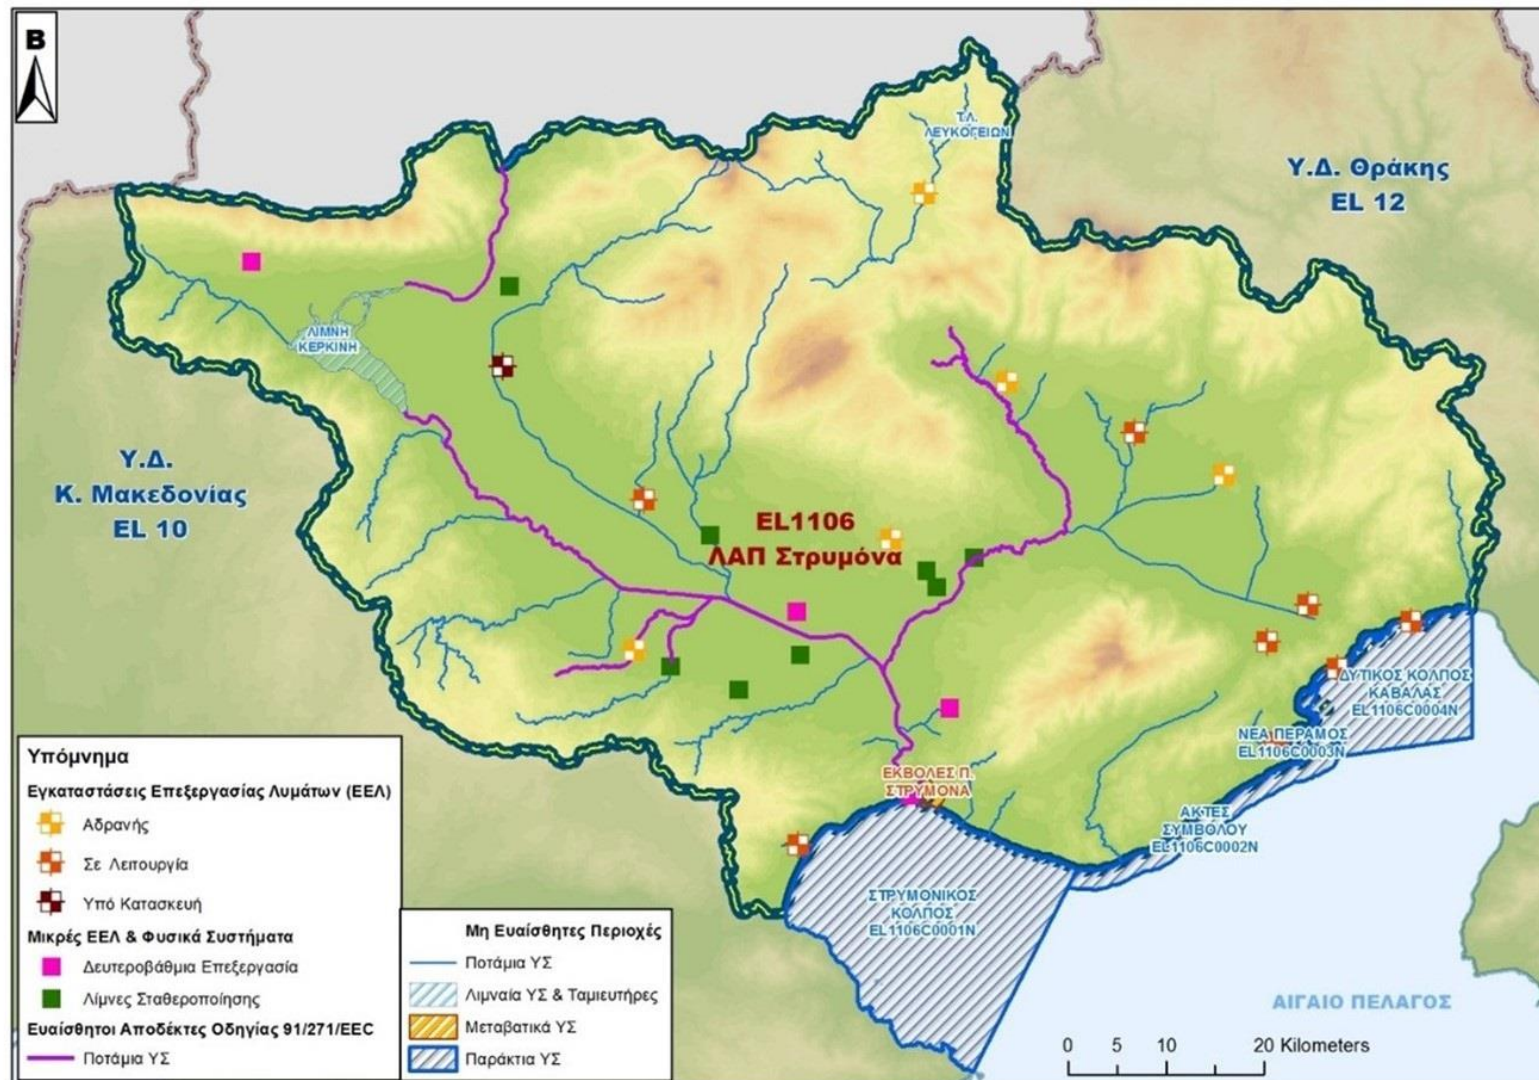 Β
Τ.Λ.
ΛΕΥΚΟΓΕΙΩΝ
Υ.Δ. Θράκης
EL 12
ΛΙΜΝΗ
ΚΕΡΚΙΝΗ
Υ.Δ.
Κ. Μακεδονίας
EL 10
EL1106
ΛΑΠ Στρυμόνα
ΔΥΤΙΚΟΣ ΚΟΛΠΟΣ
ΚΑΒΑΛΑΣ
EL1106C0004N
ΝΕΑ ΠΕΡΑΜΟΣ
EL1106C0003N
ΕΚΒΟΛΕΣ Π.
ΣΤΡΥΜΟΝΑ
ΑΚΤΕΣ
ΣΥΜΒΟΛΟΥ
EL1106C0002N
ΣΤΡΥΜΟΝΙΚΟΣ
ΚΟΛΠΟΣ
EL1106C0001N
ΑΙΓΑΙΟ ΠΕΛΑΓΟΣ
0 5 10 20 Kilometers
Υπόμνημα
Εγκαταστάσεις Επεξεργασίας Λυμάτων (ΕΕΛ)
Αδρανής
Σε Λειτουργία
Υπό Κατασκευή
Μικρές ΕΕΛ & Φυσικά Συστήματα
Δευτεροβάθμια Επεξεργασία
Λίμνες Σταθεροποίησης
Ευαίσθητοι Αποδέκτες Οδηγίας 91/271/EEC
Ποτάμια ΥΣ
Μη Ευαίσθητες Περιοχές
Ποτάμια ΥΣ
Λιμναία ΥΣ & Ταμιευτήρες
Μεταβατικά ΥΣ
Παράκτια ΥΣ